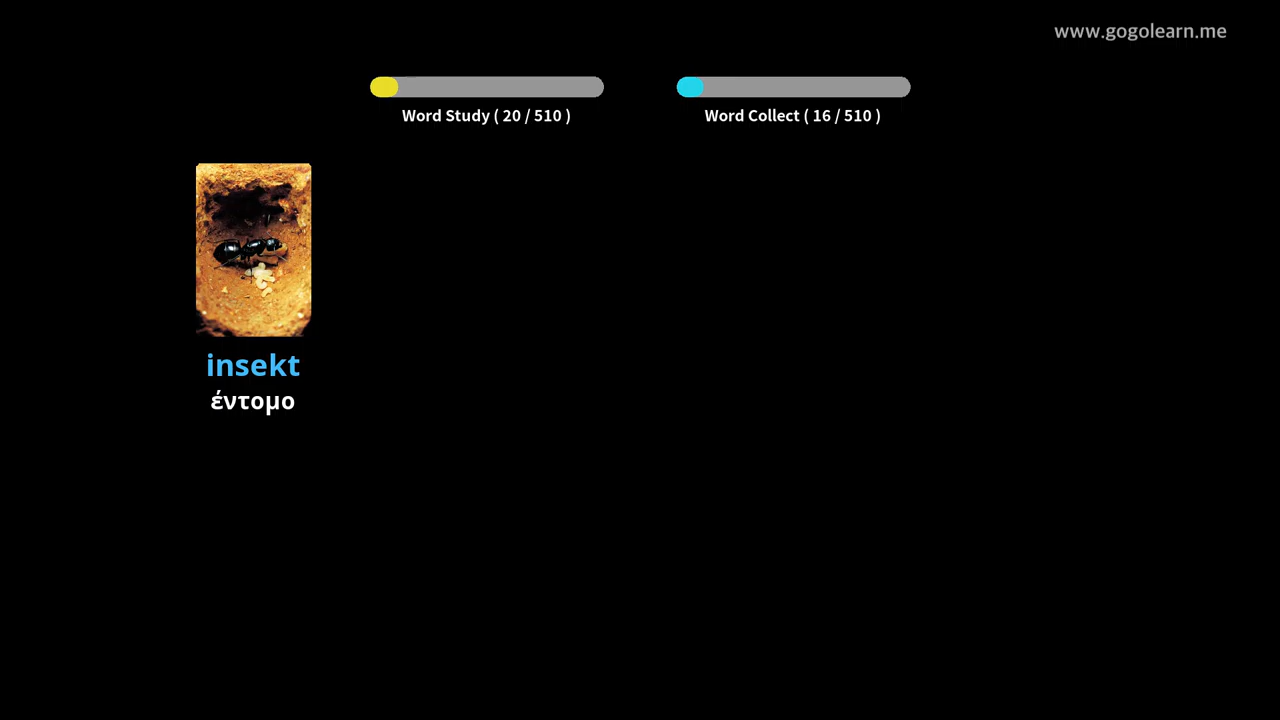 www.gogolearn.me
Word Study ( 20 / 510 )
Word Collect ( 16 / 510 )
insekt
έντομο